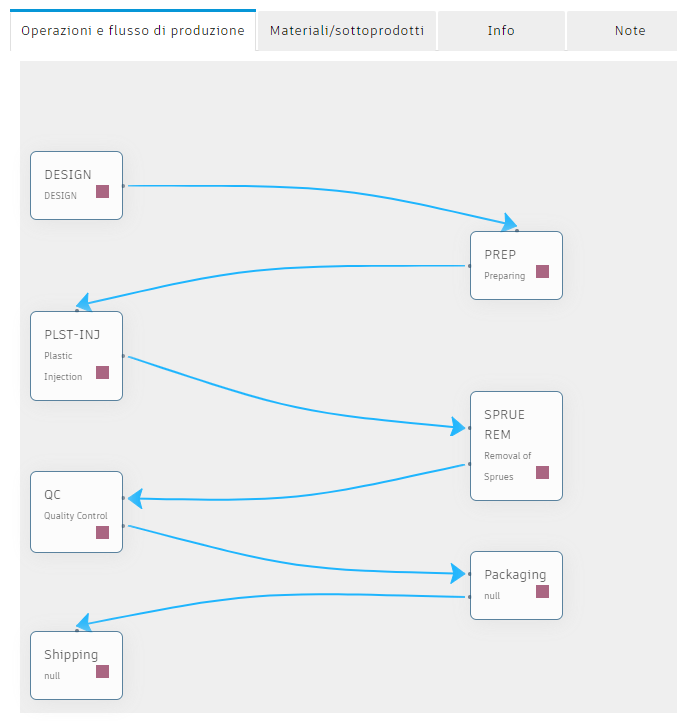 Operazioni e flusso di produzione
Materiali/sottoprodotti
Info
Note
DESIGN
DESIGN
PREP
Preparing
PLST-INJ
Plastic
Injection
SPRUE
REM
Removal of
Sprues
QC
Quality Control
Packaging
null
Shipping
null